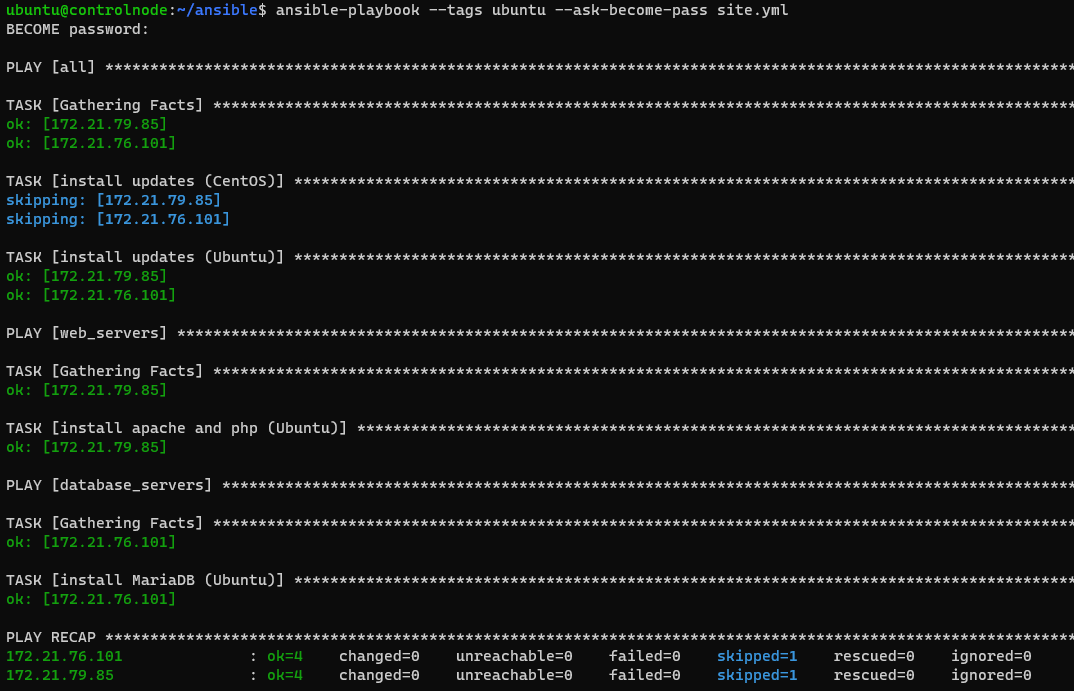 ubuntu@controlnode:~/ansible$ ansible-playbook --tags ubuntu --ask-become-pass site.yml
BECOME password:
PLAY [all] ************************************************************************************************************
TASK [Gathering Facts] ************************************************************************************************
ok: [172.21.79.85]
ok: [172.21.76.101]
TASK [install updates (CentOS)] ***************************************************************************************
skipping: [172.21.79.85]
skipping: [172.21.76.101]
TASK [install updates (Ubuntu)] ***************************************************************************************
ok: [172.21.79.85]
ok: [172.21.76.101]
PLAY [web_servers] ****************************************************************************************************
TASK [Gathering Facts] ************************************************************************************************
ok: [172.21.79.85]
TASK [install apache and php (Ubuntu)] ********************************************************************************
ok: [172.21.79.85]
PLAY [database_servers] ***********************************************************************************************
TASK [Gathering Facts] ************************************************************************************************
ok: [172.21.76.101]
TASK [install MariaDB (Ubuntu)] ***************************************************************************************
ok: [172.21.76.101]
PLAY RECAP ************************************************************************************************************
172.21.76.101              : ok=4    changed=0    unreachable=0    failed=0    skipped=1    rescued=0    ignored=0
172.21.79.85               : ok=4    changed=0    unreachable=0    failed=0    skipped=1    rescued=0    ignored=0